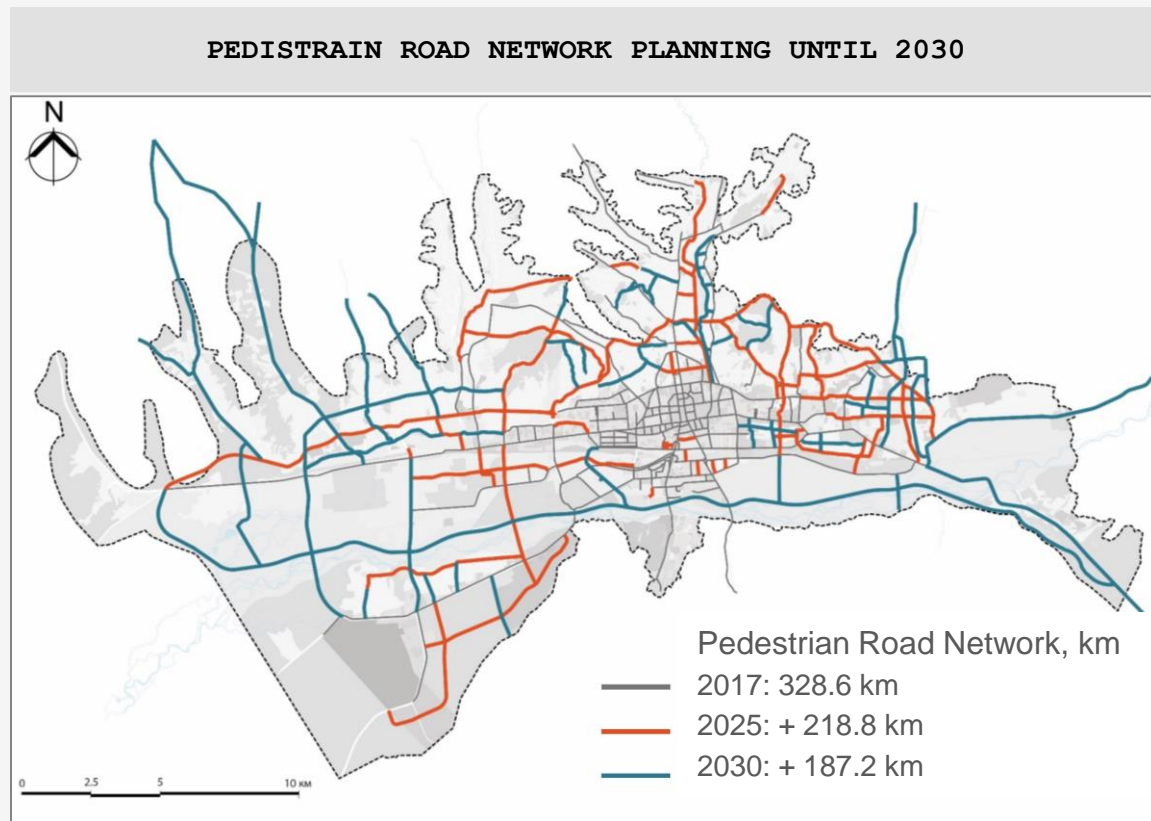 PEDISTRAIN ROAD NETWORK PLANNING UNTIL 2030
N
Pedestrian Road Network, km
2017: 328.6 km
2025: + 218.8 km
2030: + 187.2 km
0 2.5 5 10 км